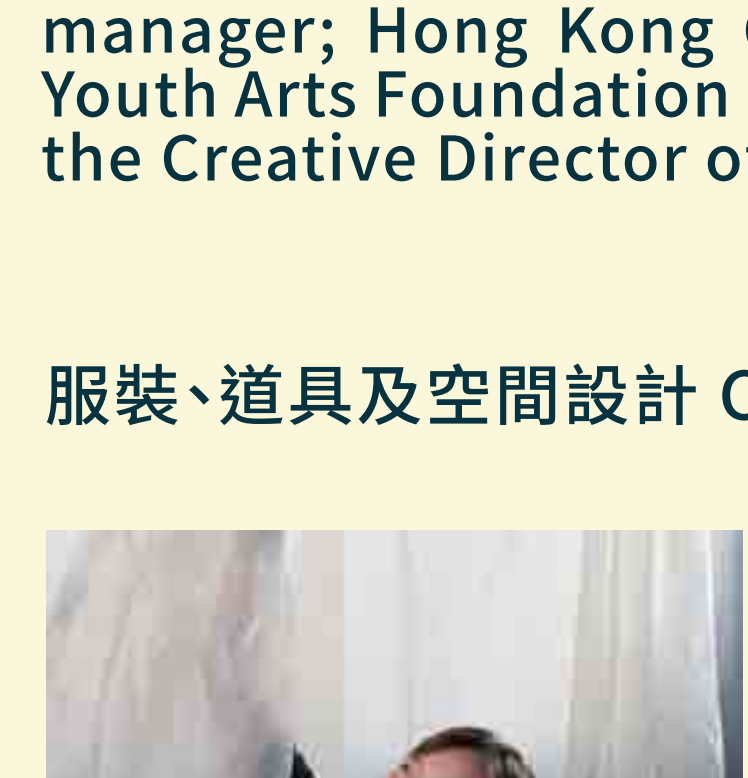 manager; Hong Kong
Youth Arts Foundation
the Creative Director
服裝、道具及空間設計